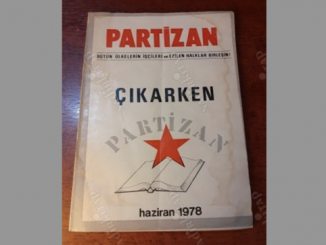 PARTİZAN
BÜTÜN ÜLKELERİN İŞÇİLERİ ve EZİLEN HALKLAR BİRLEŞİN!
ÇIKARKEN
PARTİZAN
haziran 1978